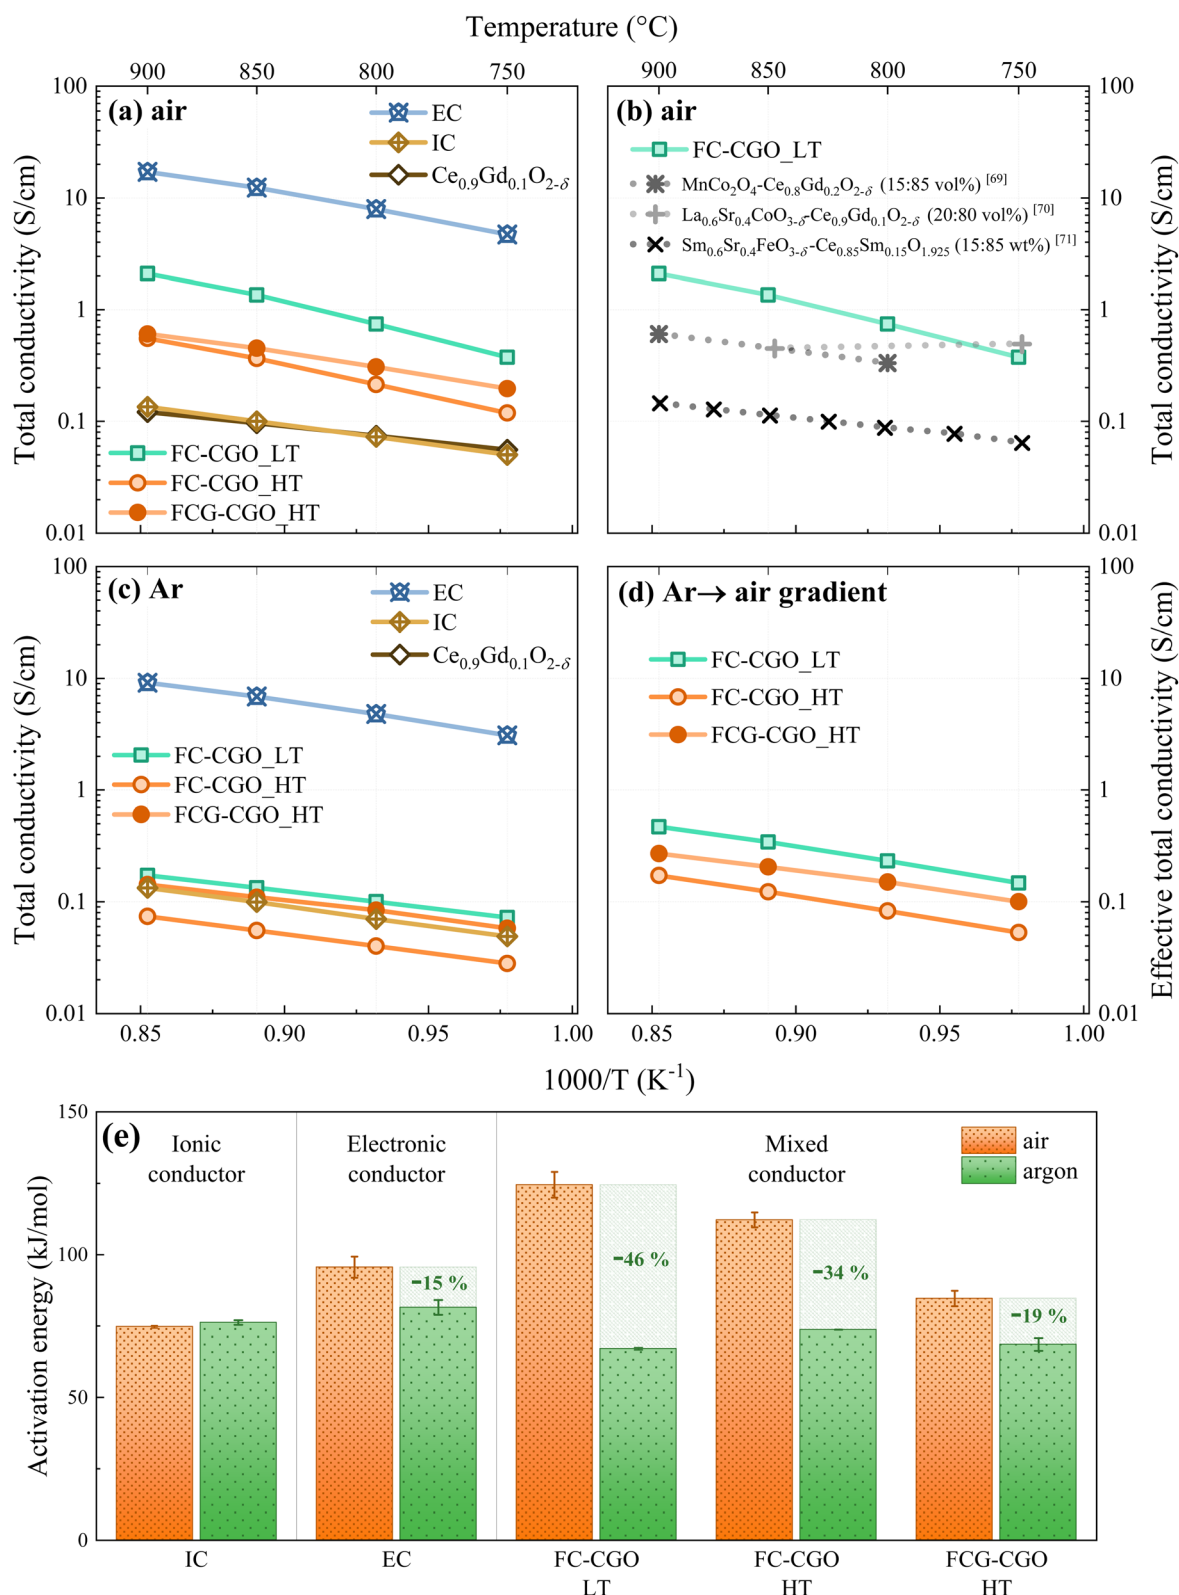 Temperature (°C)
900 850 800 750
900 850 800 750
(a) air
EC
IC
Ce0.9Gd0.1O2-δ
FC-CGO_LT
FC-CGO_HT
FCG-CGO_HT
100
10
1
0.1
0.01
Total conductivity (S/cm)
(b) air
FC-CGO_LT
MnCo2O4-Ce0.8Gd0.2O2-δ (15:85 vol%) [69]
La0.6Sr0.4CoO3-δ-Ce0.9Gd0.1O2-δ (20:80 vol%) [70]
Sm0.6Sr0.4FeO3-δ-Ce0.85Sm0.15O1.925 (15:85 wt%) [71]
100
10
1
0.1
0.01
Total conductivity (S/cm)
(c) Ar
EC
IC
Ce0.9Gd0.1O2-δ
FC-CGO_LT
FC-CGO_HT
FCG-CGO_HT
100
10
1
0.1
0.01
Total conductivity (S/cm)
0.85 0.90 0.95 1.00
(d) Ar→ air gradient
FC-CGO_LT
FC-CGO_HT
FCG-CGO_HT
100
10
1
0.1
0.01
Effective total conductivity (S/cm)
0.85 0.90 0.95 1.00
1000/T (K-1)
(e)
Ionic
conductor
Electronic
conductor
Mixed
conductor
air
argon
150
100
50
0
Activation energy (kJ/mol)
-15 %
-46 %
-34 %
-19 %
IC
EC
FC-CGO
LT
FC-CGO
HT
FCG-CGO
HT